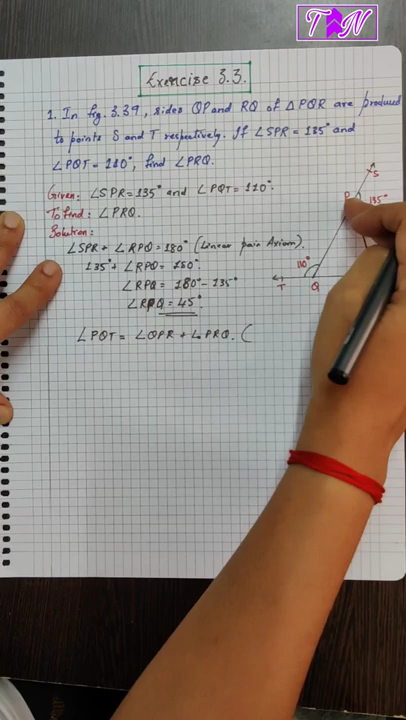 TN
Exercise 3.3.
1. In fig. 3.39, sides QP and RQ of ΔPQR are produced
to points S and T respectively. If ∠SPR = 135° and
∠PQT = 110°, find ∠PRQ.
Given: ∠SPR = 135° and ∠PQT = 110°.
To find: ∠PRQ.
Solution:
∠SPR + ∠RPQ = 180° (Linear pair Axiom).
135° + ∠RPQ = 180°.
∠RPQ = 180° - 135°
∠RPQ = 45°.
∠PQT = ∠QPR + ∠PRQ. (
S
P
135°
110°
T
Q